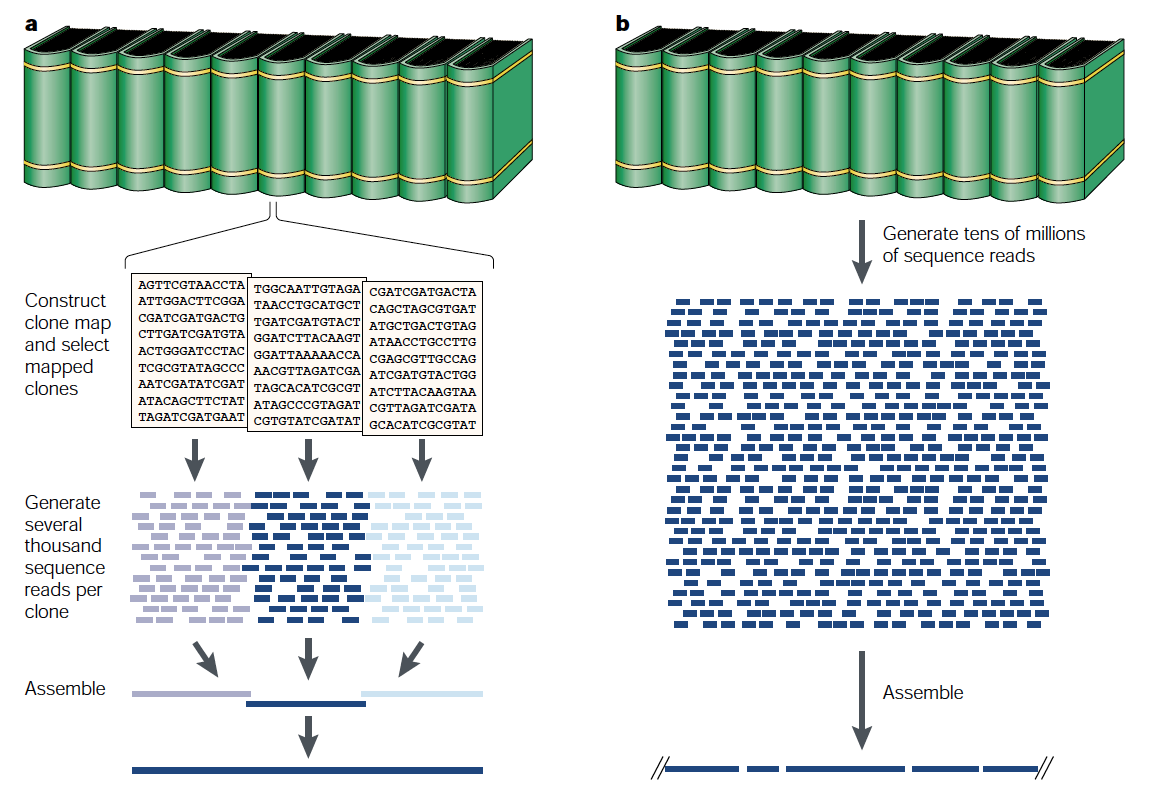 a
b
Generate tens of millions
of sequence reads
Construct
clone map
and select
mapped
clones
AGTTCGTAACCTA
ATTGGACTTCGGA
CGATCGATGACTG
CTTGATCGATGTA
ACTGGGATCCTAC
TCGCGTATAGCCC
AATCGATATCGAT
ATACAGCTTCTAT
TAGATCGATGAAT
TGGCAATTGTAGA
TAACCTGCATGCT
TGATCGATGTACT
GGATCTTACAAGT
GGATTAAAAACCA
AACGTTAGATCGA
TAGCACATCGCGT
ATAGCCCGTAGAT
CGTGTATCGATAT
CGATCGATGACTA
CAGCTAGCGTGAT
ATGCTGACTGTAG
ATAACCTGCCTTG
CGAGCGTTGCCAG
ATCGATGTACTGG
ATCTTACAAGTAA
CGTTAGATCGATA
GCACATCGCGTAT
Generate
several
thousand
sequence
reads per
clone
Assemble
Assemble